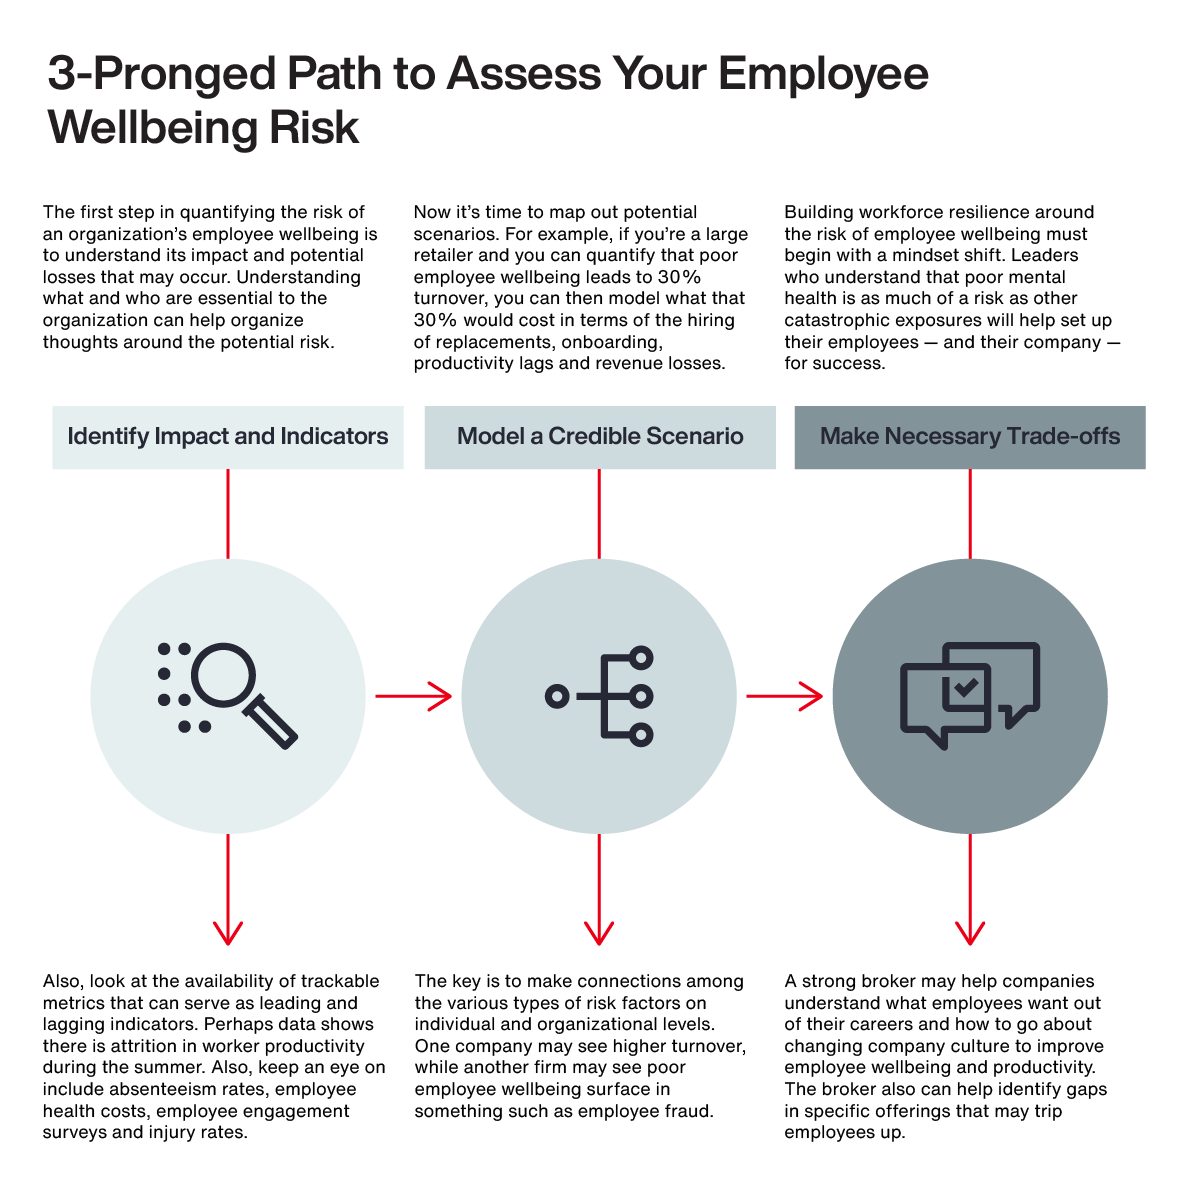 3-Pronged Path to Assess Your Employee
Wellbeing Risk
The first step in quantifying the risk of
an organization’s employee wellbeing is
to understand its impact and potential
losses that may occur. Understanding
what and who are essential to the
organization can help organize
thoughts around the potential risk.
Now it’s time to map out potential
scenarios. For example, if you’re a large
retailer and you can quantify that poor
employee wellbeing leads to 30%
turnover, you can then model what that
30% would cost in terms of the hiring
of replacements, onboarding,
productivity lags and revenue losses.
Building workforce resilience around
the risk of employee wellbeing must
begin with a mindset shift. Leaders
who understand that poor mental
health is as much of a risk as other
catastrophic exposures will help set up
their employees — and their company —
for success.
Identify Impact and Indicators
Model a Credible Scenario
Make Necessary Trade-offs
Also, look at the availability of trackable
metrics that can serve as leading and
lagging indicators. Perhaps data shows
there is attrition in worker productivity
during the summer. Also, keep an eye on
include absenteeism rates, employee
health costs, employee engagement
surveys and injury rates.
The key is to make connections among
the various types of risk factors on
individual and organizational levels.
One company may see higher turnover,
while another firm may see poor
employee wellbeing surface in
something such as employee fraud.
A strong broker may help companies
understand what employees want out
of their careers and how to go about
changing company culture to improve
employee wellbeing and productivity.
The broker also can help identify gaps
in specific offerings that may trip
employees up.